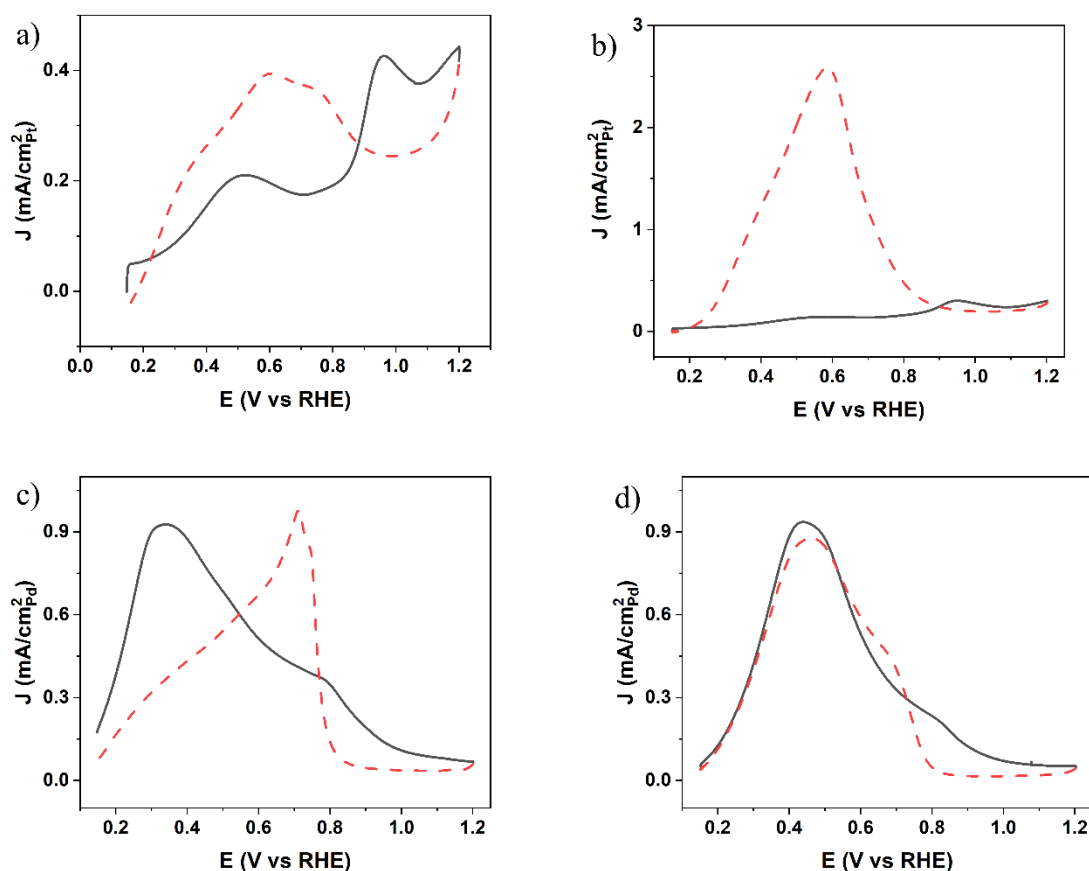 a)
J (mA/cm²Pt)
0.4
0.2
0.0
0.0 0.2 0.4 0.6 0.8 1.0 1.2
E (V vs RHE)
b)
J (mA/cm²Pt)
3
2
1
0
0.2 0.4 0.6 0.8 1.0 1.2
E (V vs RHE)
c)
J (mA/cm²Pd)
0.9
0.6
0.3
0.0
0.2 0.4 0.6 0.8 1.0 1.2
E (V vs RHE)
d)
J (mA/cm²Pd)
0.9
0.6
0.3
0.0
0.2 0.4 0.6 0.8 1.0 1.2
E (V vs RHE)